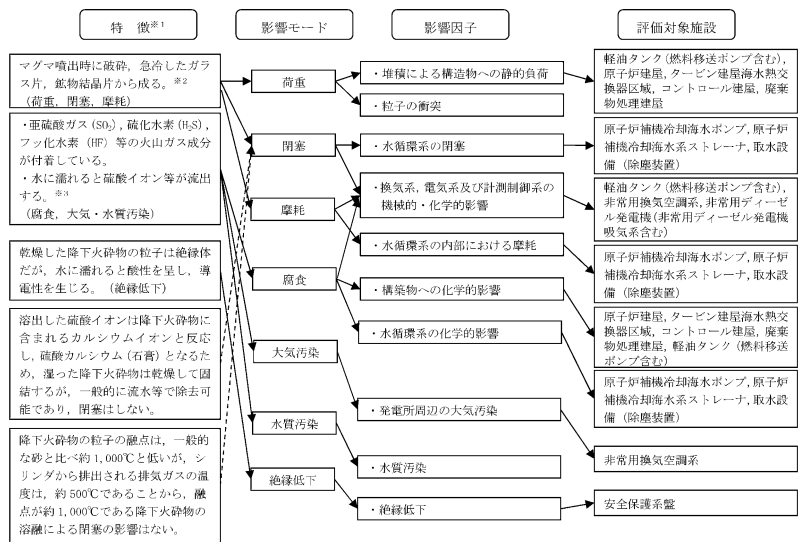 特　徴※1
影響モード
影響因子
評価対象施設
マグマ噴出時に破砕，急冷したガラ
ス片，鉱物結晶片から成る。※2
（荷重，閉塞，摩耗）
・亜硫酸ガス(SO2)，硫化水素(H2S)，
フッ化水素（HF）等の火山ガス成分
が付着している。
・水に濡れると硫酸イオン等が流出
する。※3
（腐食，大気・水質汚染）
乾燥した降下火砕物の粒子は絶縁体
だが，水に濡れると酸性を呈し，導
電性を生じる。（絶縁低下）
溶出した硫酸イオンは降下火砕物に
含まれるカルシウムイオンと反応
し，硫酸カルシウム（石膏）となるた
め，湿った降下火砕物は乾燥して固
結するが，一般的に流水等で除去可
能であり，閉塞はしない。
降下火砕物の粒子の融点は，一般的
な砂と比べ約1,000℃と低いが，シ
リンダから排出される排気ガスの温
度は，約500℃であることから，融
点が約1,000℃である降下火砕物の
溶融による閉塞の影響はない。
荷重
閉塞
摩耗
腐食
大気汚染
水質汚染
絶縁低下
・堆積による構造物への静的負荷
・粒子の衝突
・水循環系の閉塞
・換気系，電気系及び計測制御系の
機械的・化学的影響
・水循環系の内部における摩耗
・構築物への化学的影響
・水循環系の化学的影響
・発電所周辺の大気汚染
・水質汚染
・絶縁低下
軽油タンク(燃料移送ポンプ含む)，
原子炉建屋，タービン建屋海水熱交
換器区域，コントロール建屋，廃棄
物処理建屋
原子炉補機冷却海水ポンプ，原子炉
補機冷却海水系ストレーナ，取水設
備（除塵装置）
軽油タンク（燃料移送ポンプ含む），
非常用換気空調系，非常用ディーゼ
ル発電機(非常用ディーゼル発電機
吸気系含む)
原子炉補機冷却海水ポンプ，原子炉
補機冷却海水系ストレーナ，取水設
備（除塵装置）
原子炉建屋，タービン建屋海水熱交
換器区域，コントロール建屋，廃棄
物処理建屋，軽油タンク（燃料移送
ポンプ含む）
原子炉補機冷却海水ポンプ，原子炉
補機冷却海水系ストレーナ，取水設
備（除塵装置）
非常用換気空調系
安全保護系盤